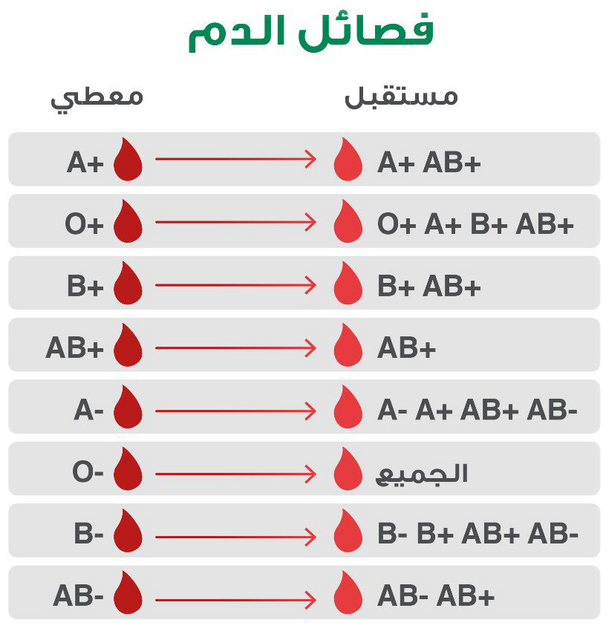 فصائل الدم
معطي مستقبل
A+ A+ AB+
O+ O+ A+ B+ AB+
B+ B+ AB+
AB+ AB+
A- A- A+ AB+ AB-
O- الجميع
B- B- B+ AB+ AB-
AB- AB- AB+